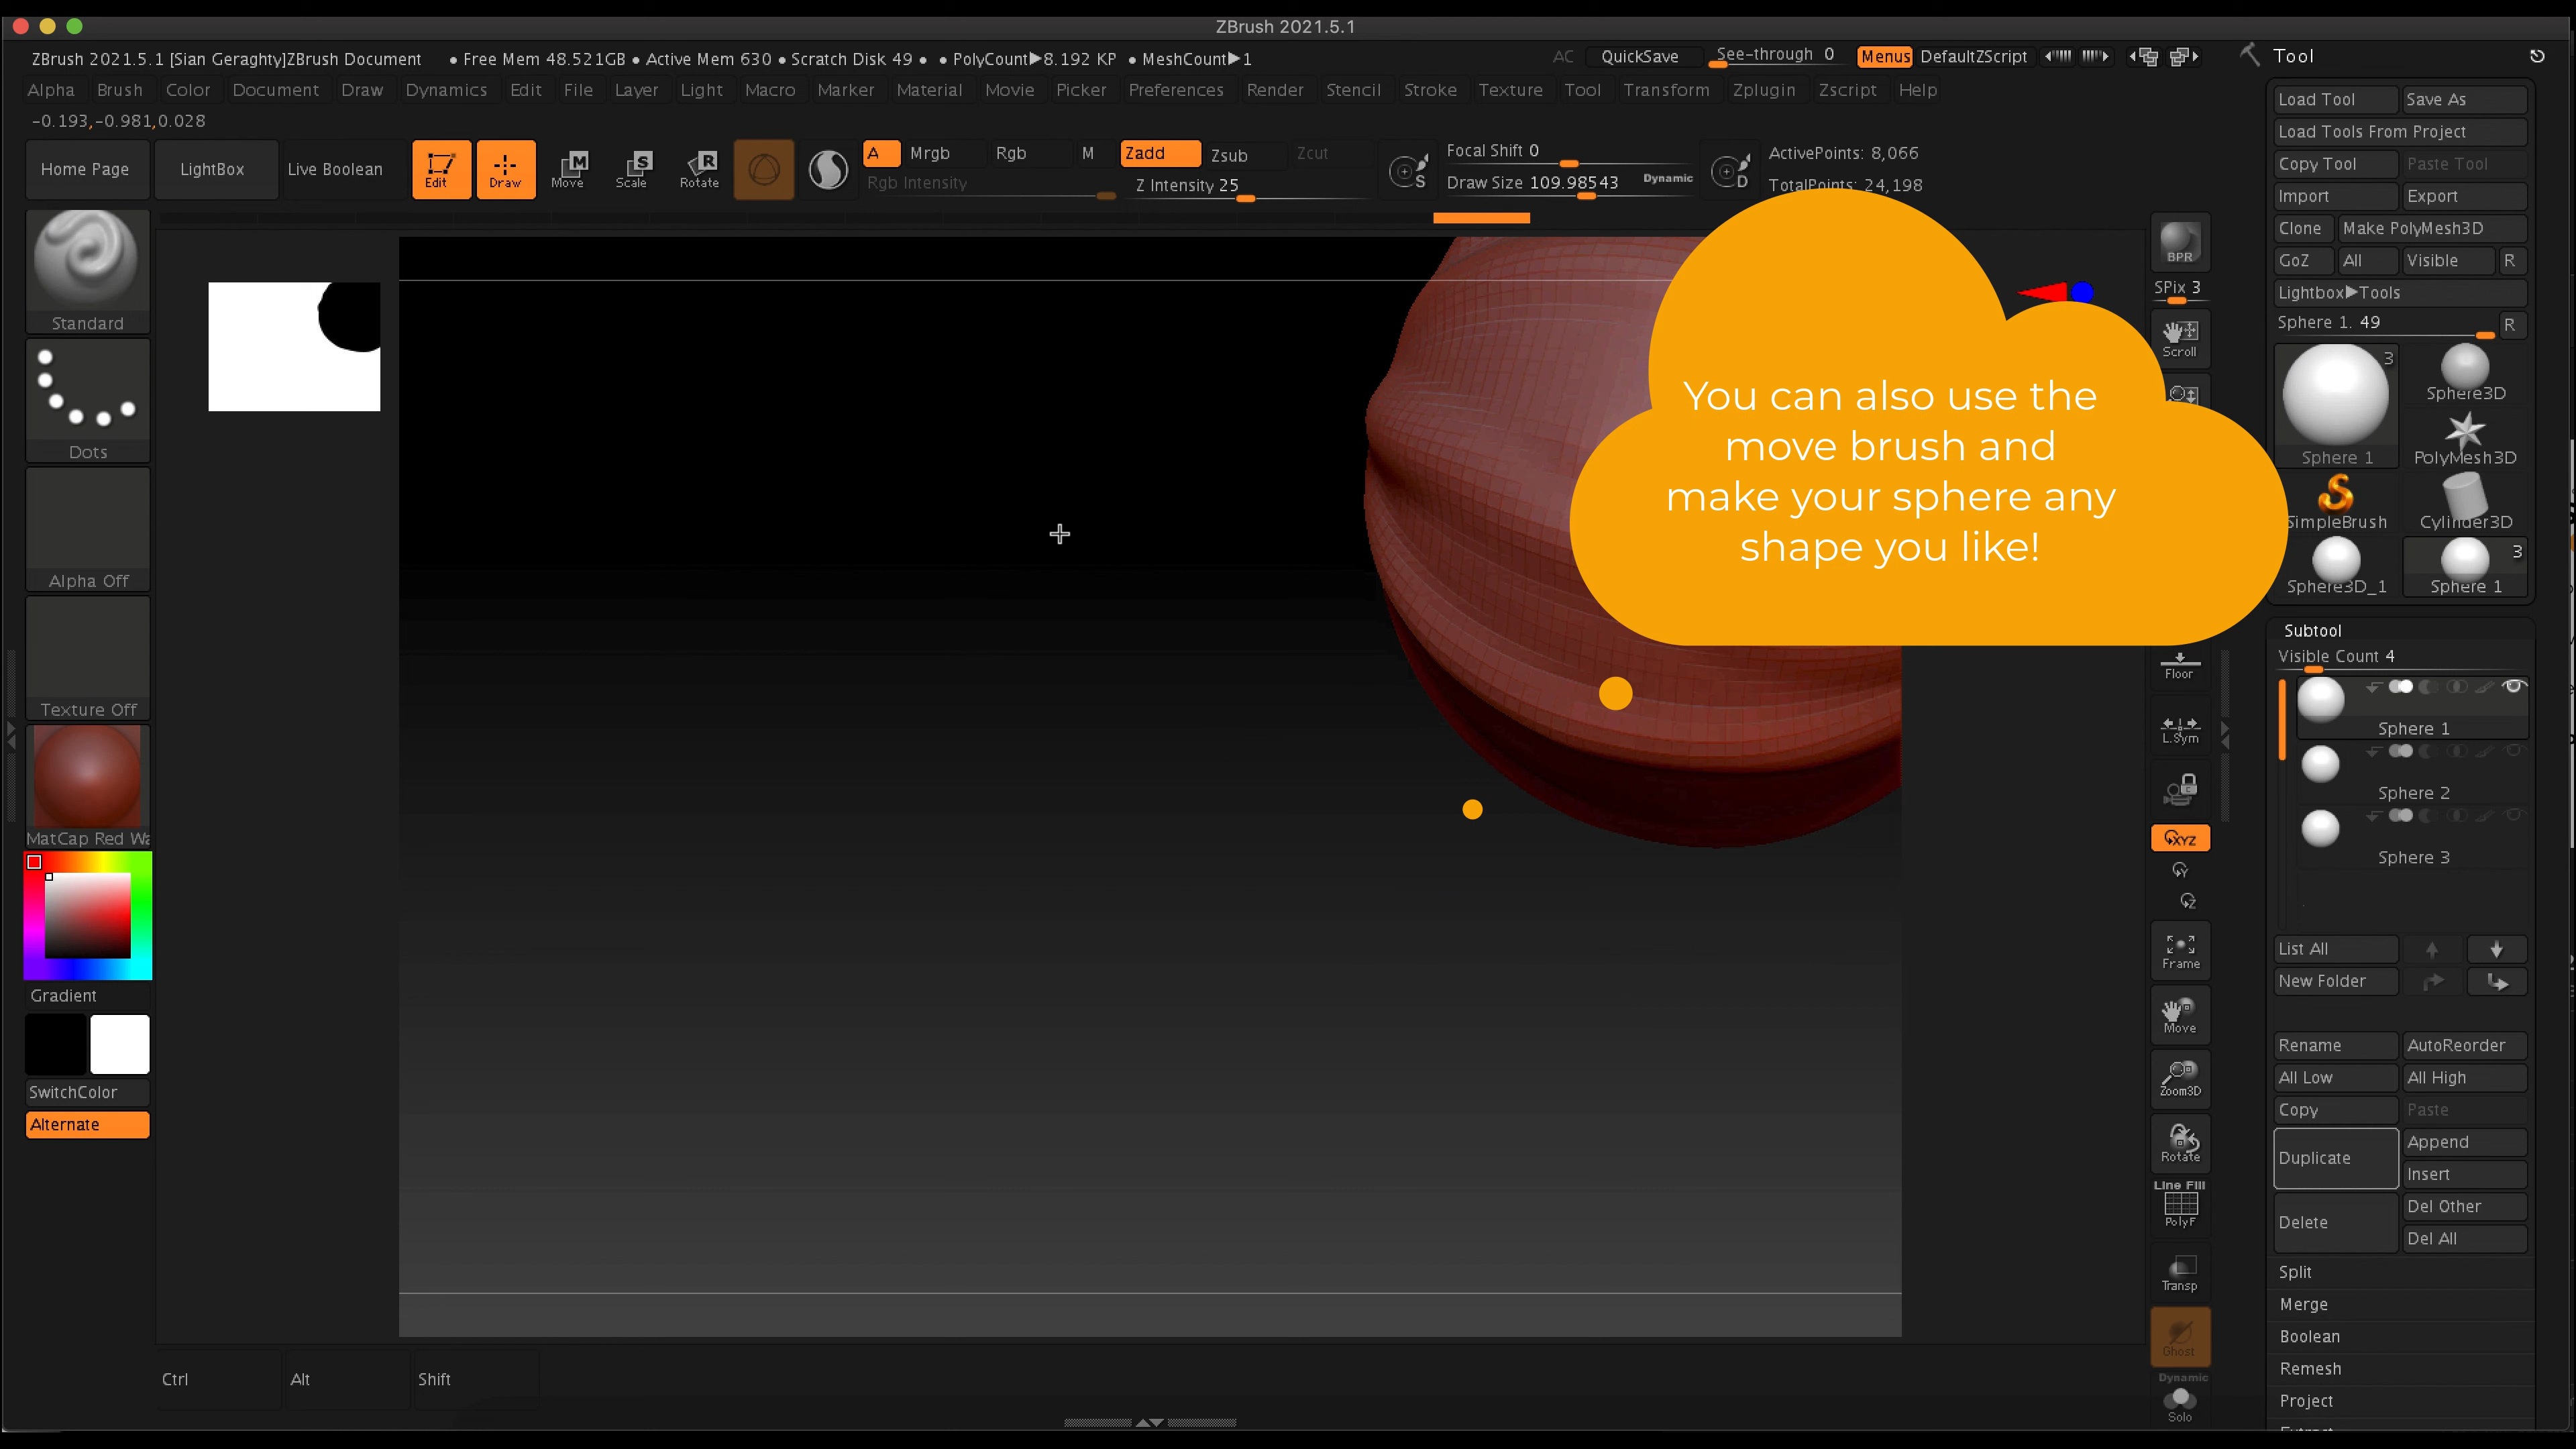 ZBrush 2021.5.1
ZBrush 2021.5.1 [Sian Geraghty]ZBrush Document • Free Mem 48.521GB • Active Mem 630 • Scratch Disk 49 • • PolyCount▶8.192 KP • MeshCount▶1
AC QuickSave See-through 0 Menus DefaultZScript
Tool
Alpha Brush Color Document Draw Dynamics Edit File Layer Light Macro Marker Material Movie Picker Preferences Render Stencil Stroke Texture Tool Transform Zplugin Zscript Help
-0.193,-0.981,0.028
Home Page LightBox Live Boolean Edit Draw Move Scale Rotate
M S R
A Mrgb Rgb M Zadd Zsub Zcut
Rgb Intensity Z Intensity 25
S Focal Shift 0
Draw Size 109.98543 Dynamic
D ActivePoints: 8,066
TotalPoints: 24,198
Standard
Dots
Alpha Off
Texture Off
MatCap Red Wa
Gradient
SwitchColor
Alternate
You can also use the
move brush and
make your sphere any
shape you like!
BPR
SPix 3
Scroll
Floor
L.Sym
XYZ
Y
Z
Frame
Move
Zoom3D
Rotate
Line Fill
PolyF
Transp
Ghost
Dynamic
Solo
Load Tool Save As
Load Tools From Project
Copy Tool Paste Tool
Import Export
Clone Make PolyMesh3D
GoZ All Visible R
Lightbox▶Tools
Sphere 1. 49 R
3
Sphere 1
Sphere3D
PolyMesh3D
SimpleBrush Cylinder3D
3
Sphere3D_1 Sphere 1
Subtool
Visible Count 4
Sphere 1
Sphere 2
Sphere 3
List All
New Folder
Rename AutoReorder
All Low All High
Copy Paste
Duplicate Append
Insert
Delete Del Other
Del All
Split
Merge
Boolean
Remesh
Project
Ctrl Alt Shift